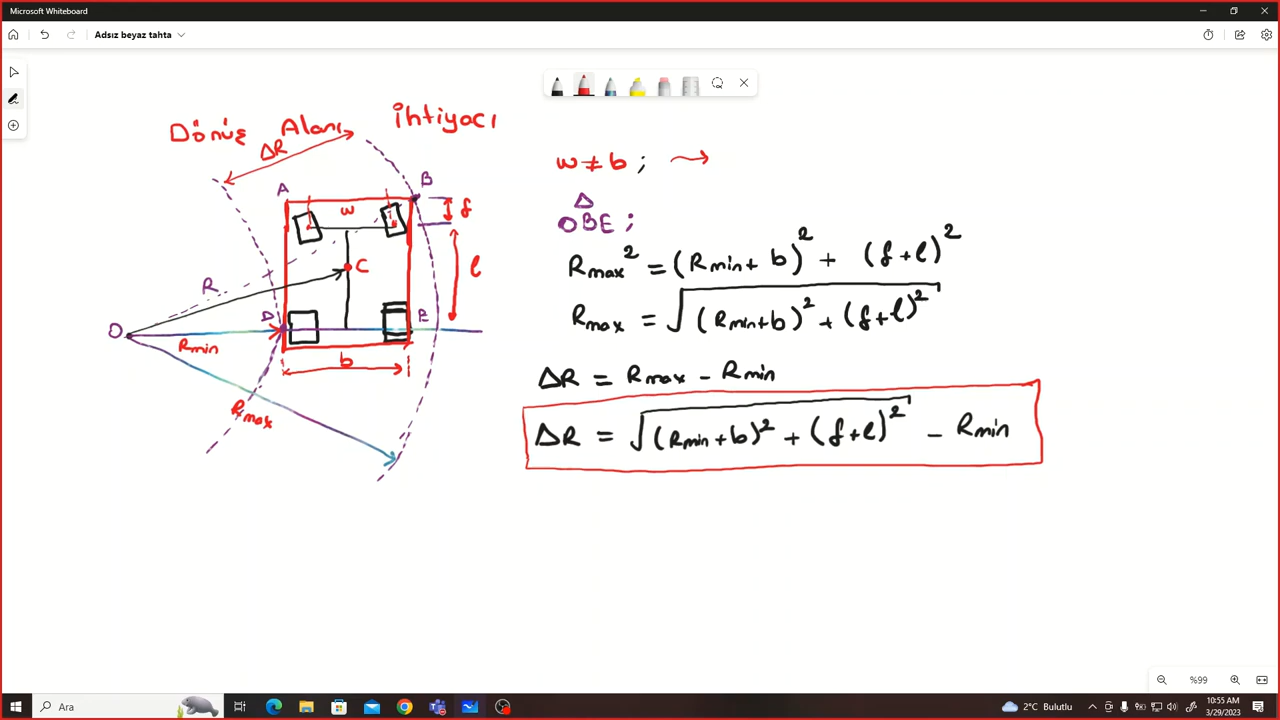 Microsoft Whiteboard
Adsız beyaz tahta
Dönüş Alanı İhtiyacı
ΔR
A
B
w
f
C
l
R
O
D
E
Rmin
b
Rmax
w ≠ b ; →
OBE ;
Rmax² = (Rmin + b)² + (f+l)²
Rmax = √(Rmin+b)² + (f+l)²
ΔR = Rmax - Rmin
ΔR = √(Rmin+b)² + (f+l)² - Rmin
%99
Ara
2°C Bulutlu
10:55 AM
3/29/2023